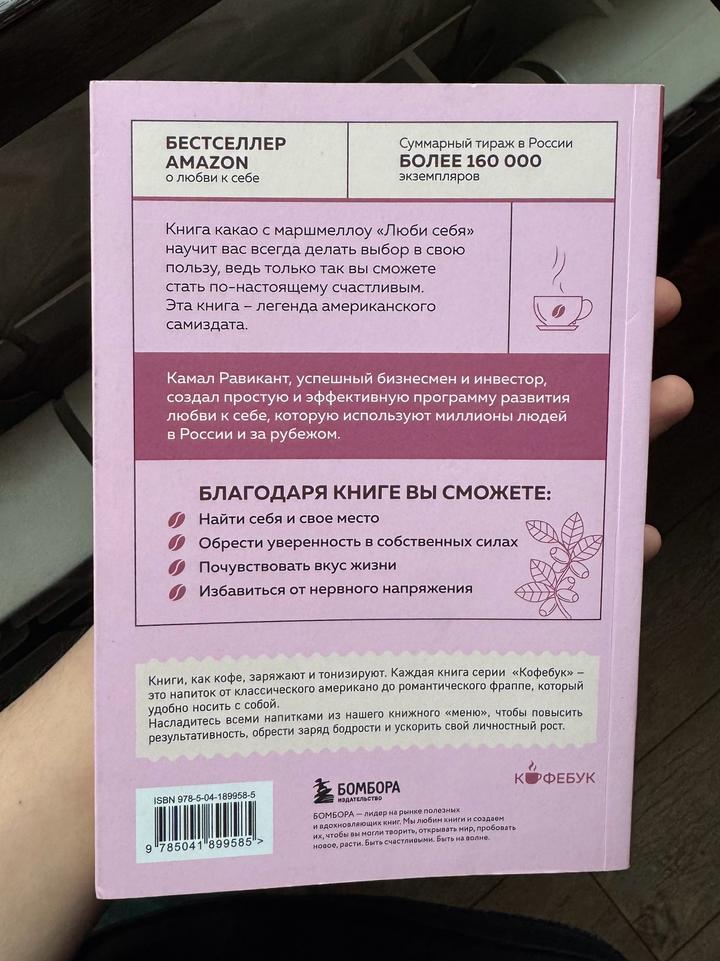 БЕСТСЕЛЛЕР
AMAZON
о любви к себе
Суммарный тираж в России
БОЛЕЕ 160 000
экземпляров
Книга какао с маршмеллоу «Люби себя»
научит вас всегда делать выбор в свою
пользу, ведь только так вы сможете
стать по-настоящему счастливым.
Эта книга – легенда американского
самиздата.
Камал Равикант, успешный бизнесмен и инвестор,
создал простую и эффективную программу развития
любви к себе, которую используют миллионы людей
в России и за рубежом.
БЛАГОДАРЯ КНИГЕ ВЫ СМОЖЕТЕ:
Найти себя и свое место
Обрести уверенность в собственных силах
Почувствовать вкус жизни
Избавиться от нервного напряжения
Книги, как кофе, заряжают и тонизируют. Каждая книга серии «Кофебук» –
это напиток от классического американо до романтического фраппе, который
удобно носить с собой.
Насладитесь всеми напитками из нашего книжного «меню», чтобы повысить
результативность, обрести заряд бодрости и ускорить свой личностный рост.
ISBN 978-5-04-189958-5
9 785041 899585 >
БОМБОРА
ИЗДАТЕЛЬСТВО
БОМБОРА — лидер на рынке полезных
и вдохновляющих книг. Мы любим книги и создаем
их, чтобы вы могли творить, открывать мир, пробовать
новое, расти. Быть счастливыми. Быть на волне.
КОФЕБУК